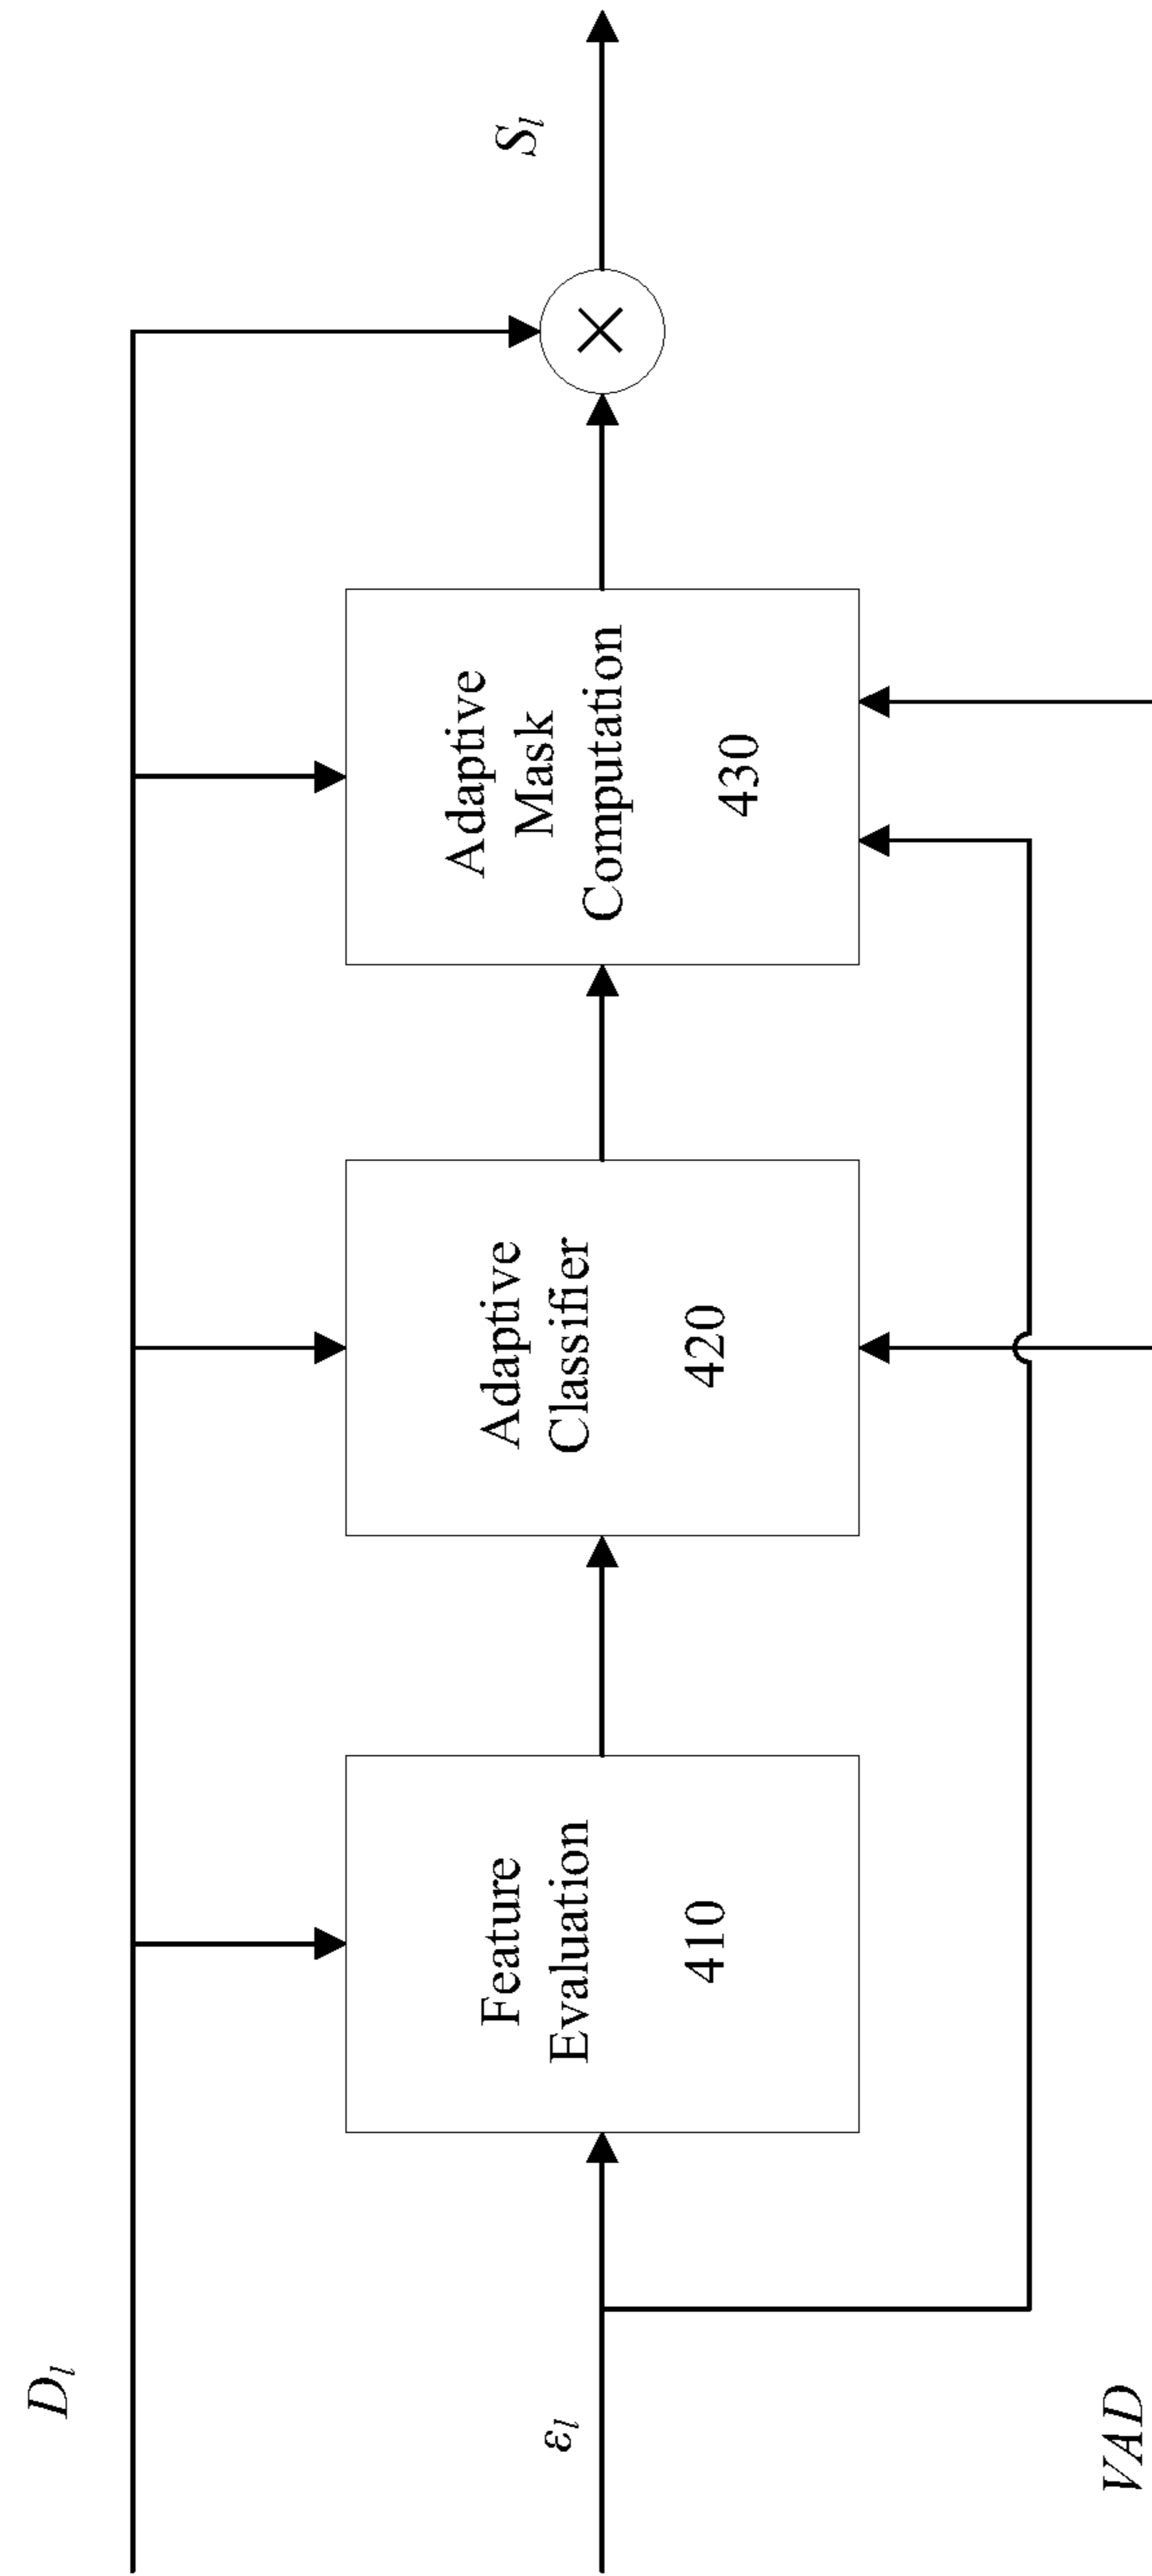 D_l
ε_l
VAD
Feature
Evaluation
410
Adaptive
Classifier
420
Adaptive
Mask
Computation
430
×
S_l